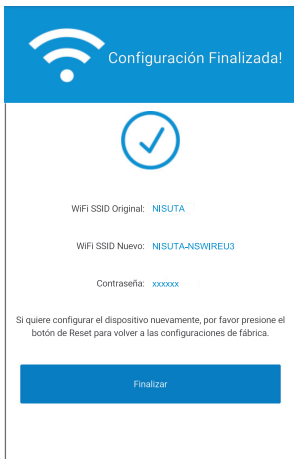 Configuración Finalizada!
WiFi SSID Original: NISUTA
WiFi SSID Nuevo: NISUTA-NSWIREU3
Contraseña: xxxxxx
Si quiere configurar el dispositivo nuevamente, por favor presione el
botón de Reset para volver a las configuraciones de fábrica.
Finalizar